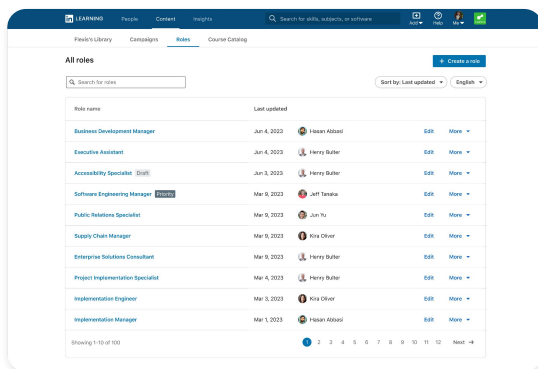 in LEARNING People Content Insights Search for skills, subjects, or software Add Help Me
Flexis's Library Campaigns Roles Course Catalog
All roles + Create a role
Search for roles Sort by: Last updated English
Role name Last updated
Business Development Manager Jun 4, 2023 Hasan Abbasi Edit More
Executive Assistant Jun 4, 2023 Henry Bulter Edit More
Accessibility Specialist Draft Jun 3, 2023 Henry Bulter Edit More
Software Engineering Manager Priority Mar 9, 2023 Jeff Tanaka Edit More
Public Relations Specialist Mar 9, 2023 Jun Yu Edit More
Supply Chain Manager Mar 9, 2023 Kira Oliver Edit More
Enterprise Solutions Consultant Mar 9, 2023 Henry Bulter Edit More
Project Implementation Specialist Mar 4, 2023 Henry Bulter Edit More
Implementation Engineer Mar 3, 2023 Kira Oliver Edit More
Implementation Manager Mar 1, 2023 Hasan Abbasi Edit More
Showing 1-10 of 100 1 2 3 4 5 6 7 8 9 10 11 12 Next →